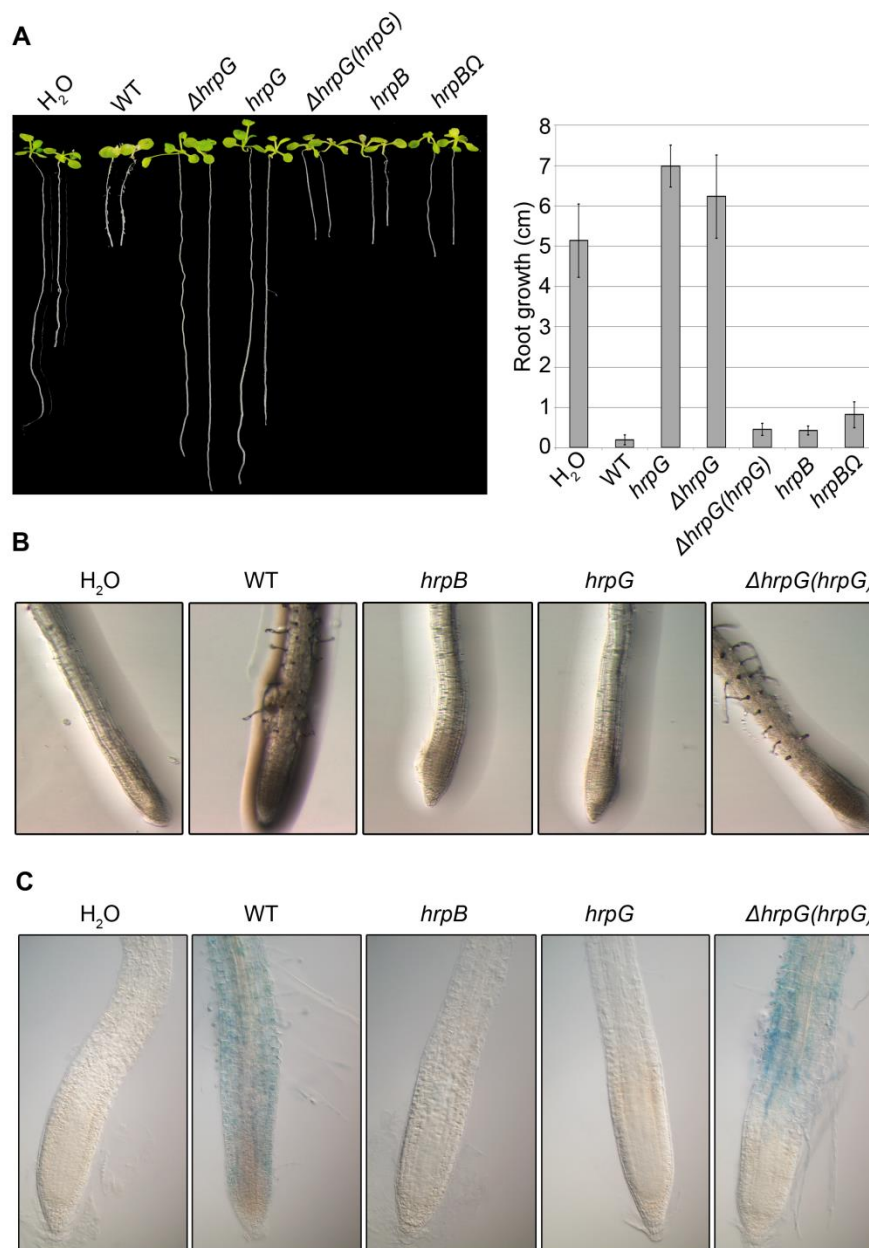 A
H₂O WT ΔhrpG hrpG ΔhrpG(hrpG) hrpB hrpBΩ
Root growth (cm)
8
7
6
5
4
3
2
1
0
H₂O WT hrpG ΔhrpG ΔhrpG(hrpG) hrpB hrpBΩ
B
H₂O WT hrpB hrpG ΔhrpG(hrpG)
C
H₂O WT hrpB hrpG ΔhrpG(hrpG)